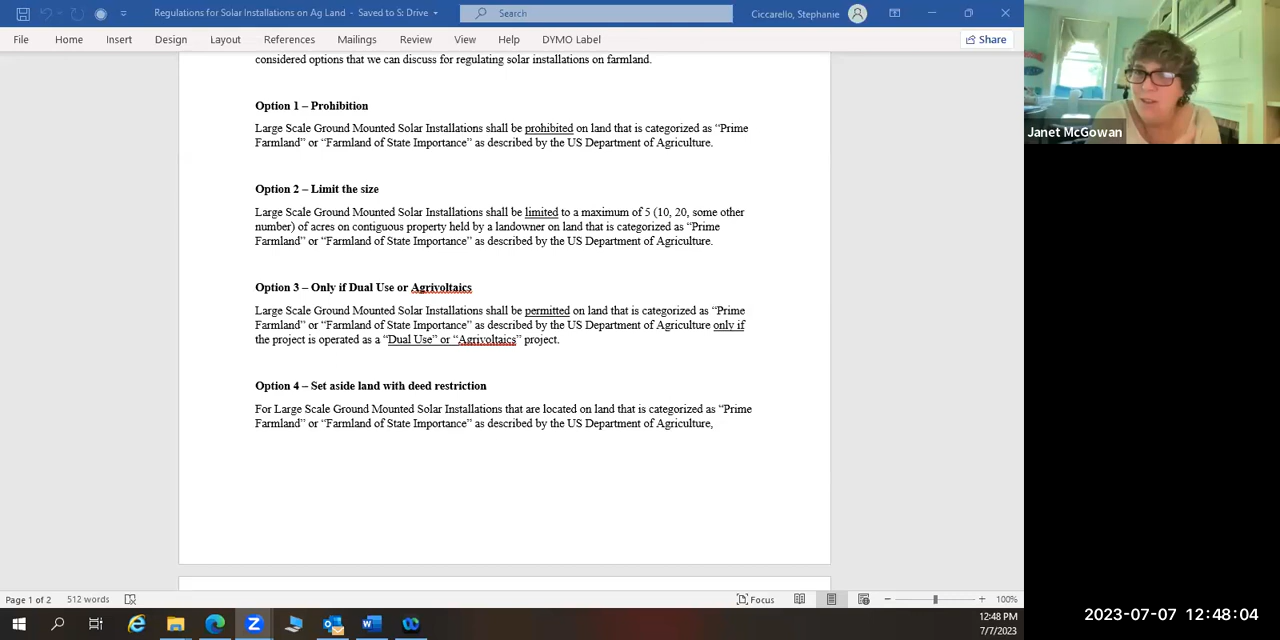 Regulations for Solar Installations on Ag Land - Saved to S: Drive
Search
Ciccarello, Stephanie
File Home Insert Design Layout References Mailings Review View Help DYMO Label Share
considered options that we can discuss for regulating solar installations on farmland.
Option 1 – Prohibition
Large Scale Ground Mounted Solar Installations shall be prohibited on land that is categorized as “Prime
Farmland” or “Farmland of State Importance” as described by the US Department of Agriculture.
Option 2 – Limit the size
Large Scale Ground Mounted Solar Installations shall be limited to a maximum of 5 (10, 20, some other
number) of acres on contiguous property held by a landowner on land that is categorized as “Prime
Farmland” or “Farmland of State Importance” as described by the US Department of Agriculture.
Option 3 – Only if Dual Use or Agrivoltaics
Large Scale Ground Mounted Solar Installations shall be permitted on land that is categorized as “Prime
Farmland” or “Farmland of State Importance” as described by the US Department of Agriculture only if
the project is operated as a “Dual Use” or “Agrivoltaics” project.
Option 4 – Set aside land with deed restriction
For Large Scale Ground Mounted Solar Installations that are located on land that is categorized as “Prime
Farmland” or “Farmland of State Importance” as described by the US Department of Agriculture,
Janet McGowan
Page 1 of 2 512 words Focus 100%
12:48 PM
7/7/2023
2023-07-07 12:48:04